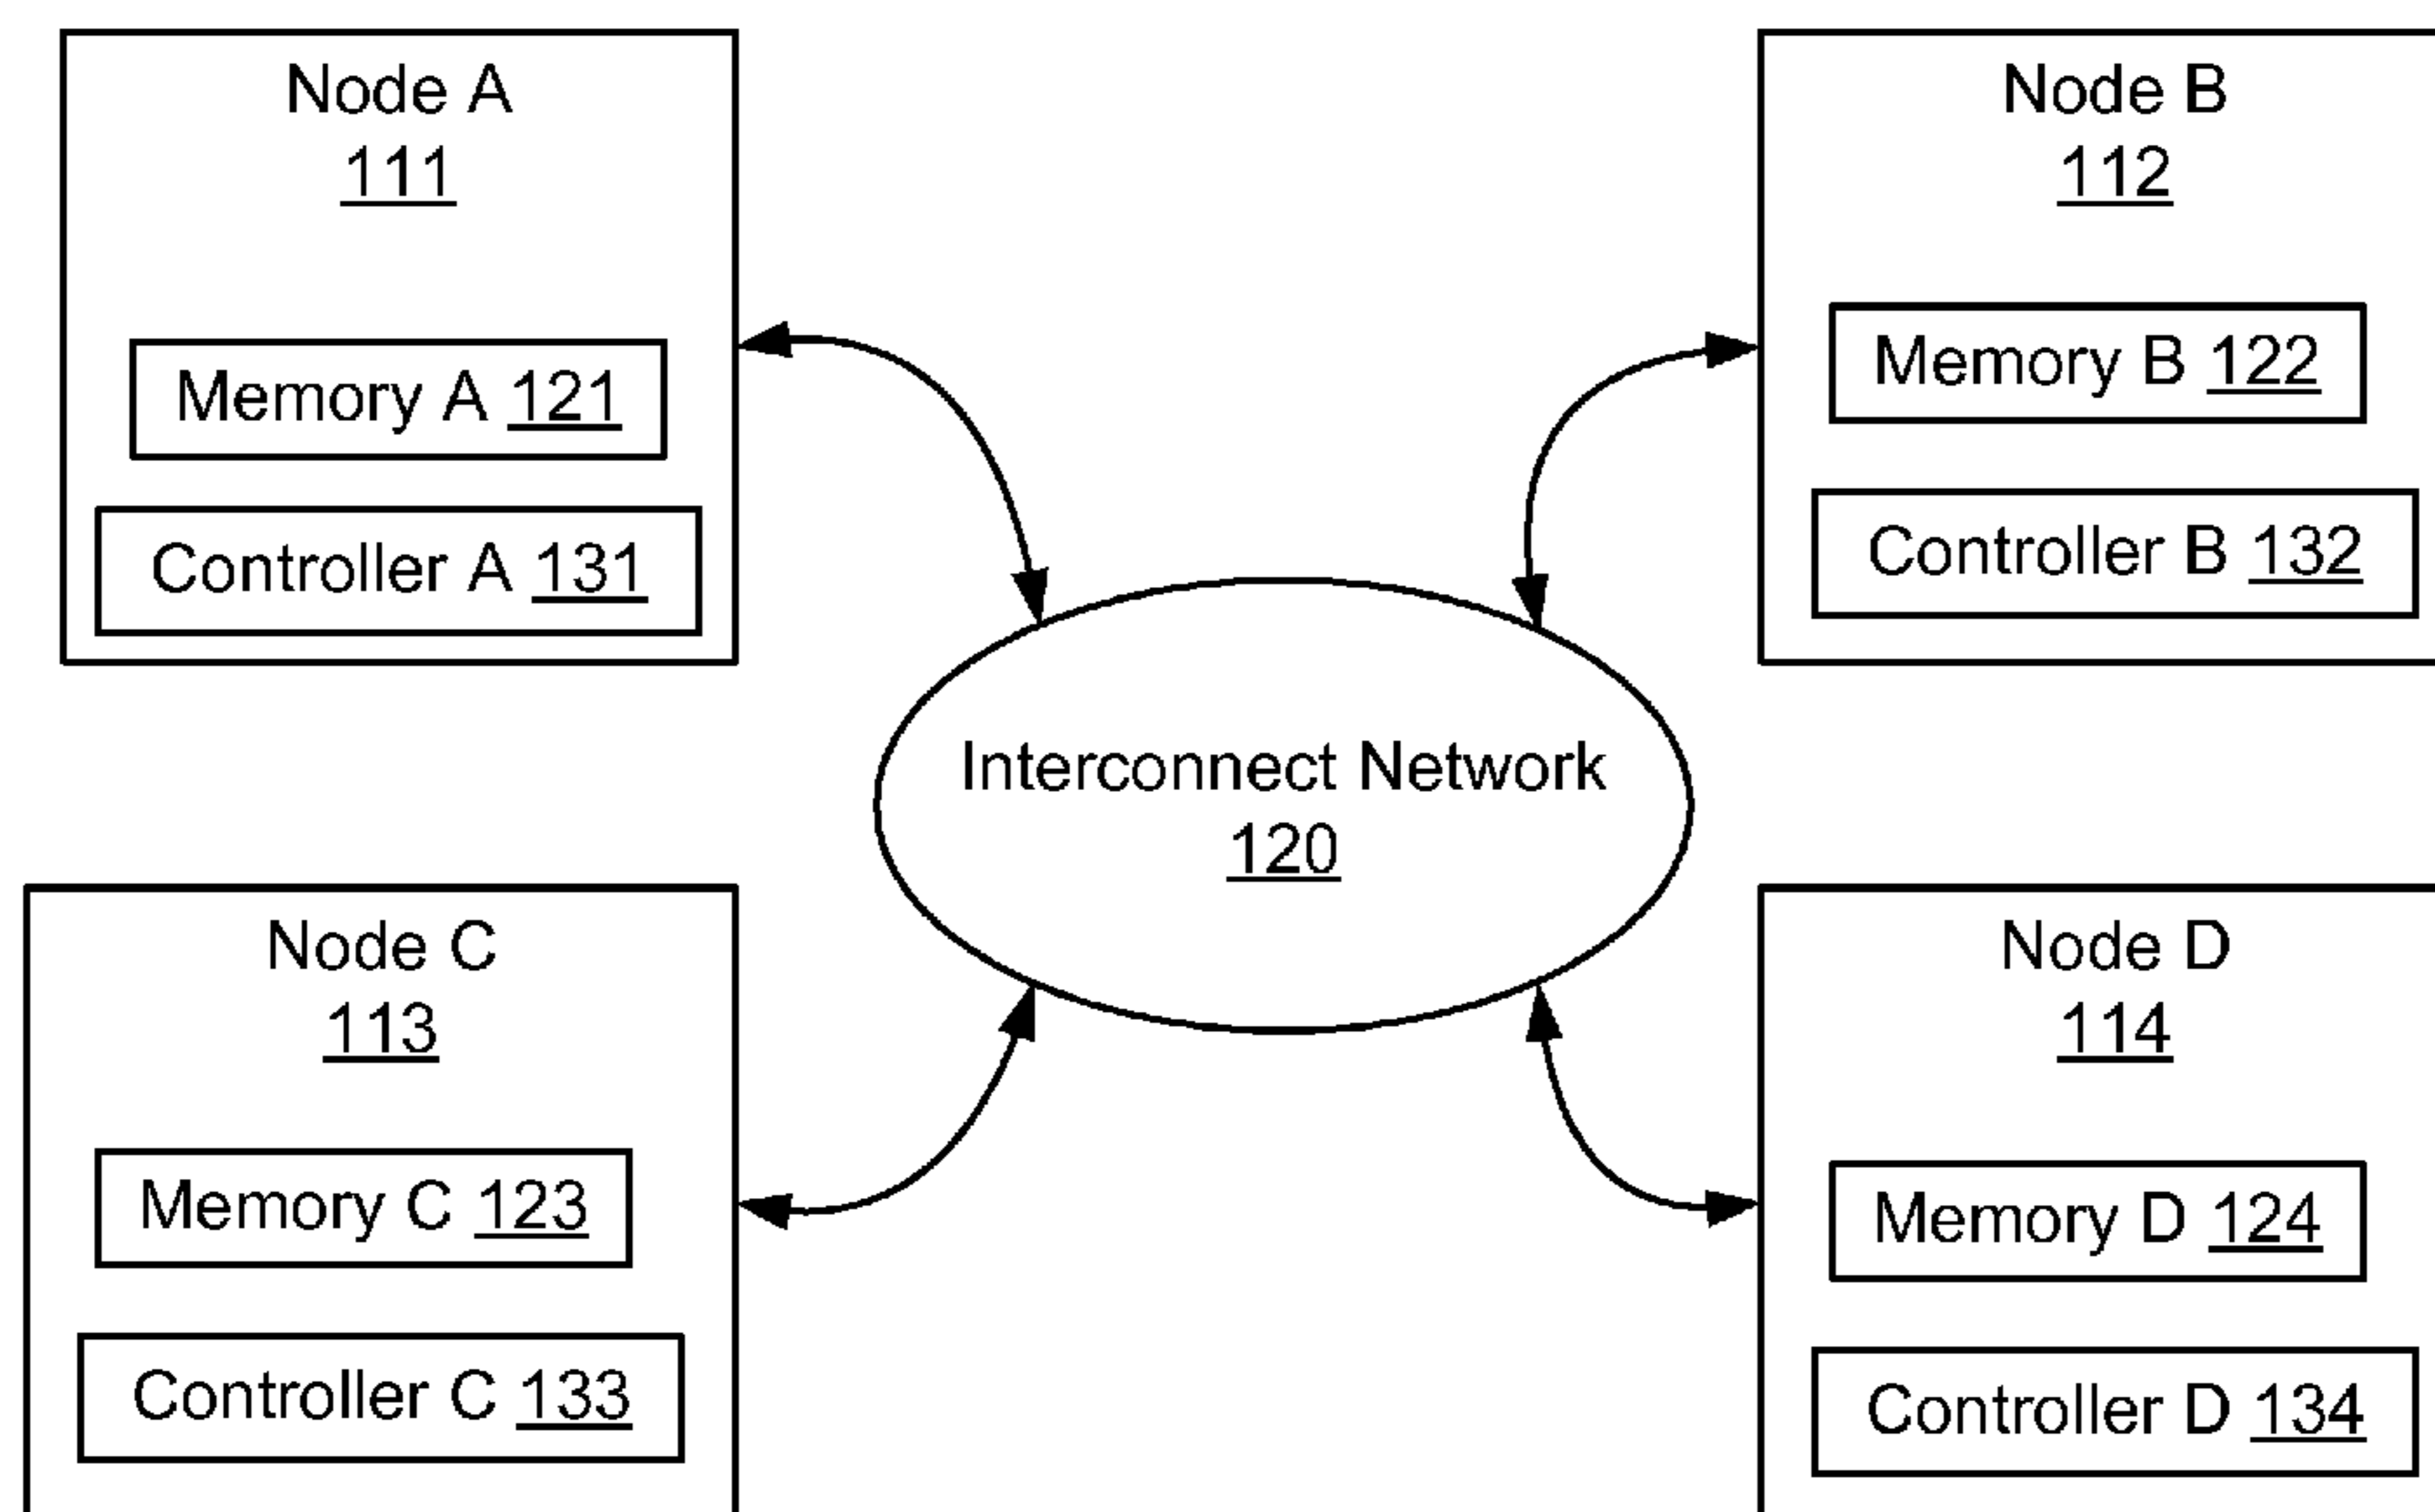 Node A
111
Memory A 121
Controller A 131
Node B
112
Memory B 122
Controller B 132
Interconnect Network
120
Node C
113
Memory C 123
Controller C 133
Node D
114
Memory D 124
Controller D 134